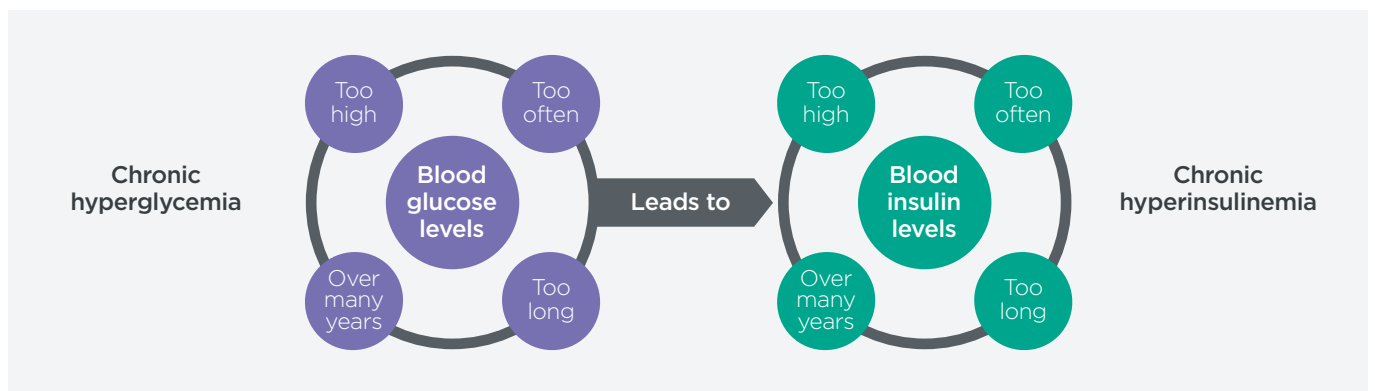 Chronic
hyperglycemia
Too
high
Too
often
Blood
glucose
levels
Over
many
years
Too
long
Leads to
Too
high
Too
often
Blood
insulin
levels
Over
many
years
Too
long
Chronic
hyperinsulinemia